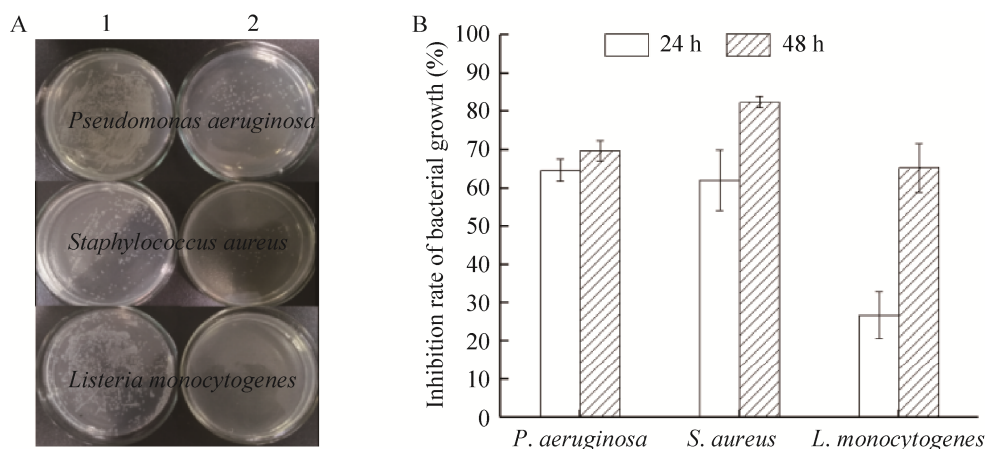 A
1 2
Pseudomonas aeruginosa
Staphylococcus aureus
Listeria monocytogenes
B
Inhibition rate of bacterial growth (%)
100
90
80
70
60
50
40
30
20
10
0
24 h 48 h
P. aeruginosa S. aureus L. monocytogenes